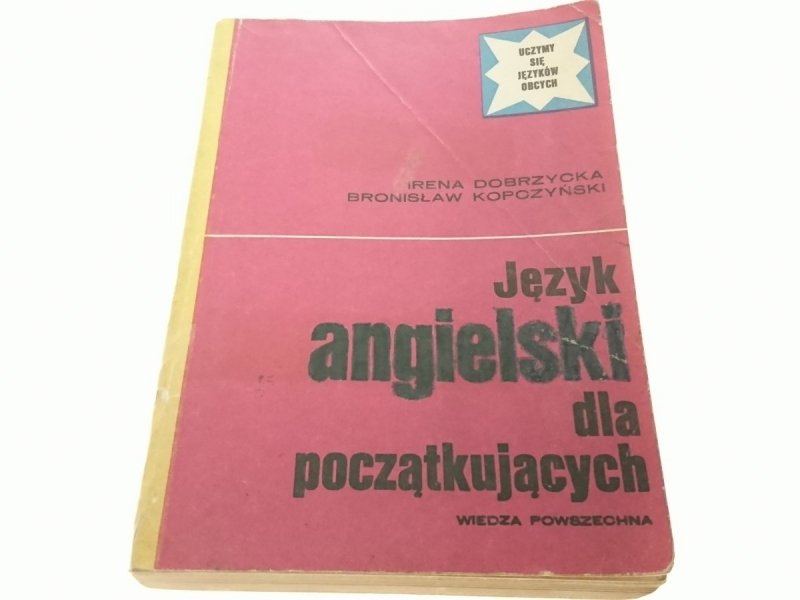 UCZYMY
SIĘ
JĘZYKÓW
OBCYCH
IRENA DOBRZYCKA
BRONISŁAW KOPCZYŃSKI
Język
angielski
dla
początkujących
WIEDZA POWSZECHNA